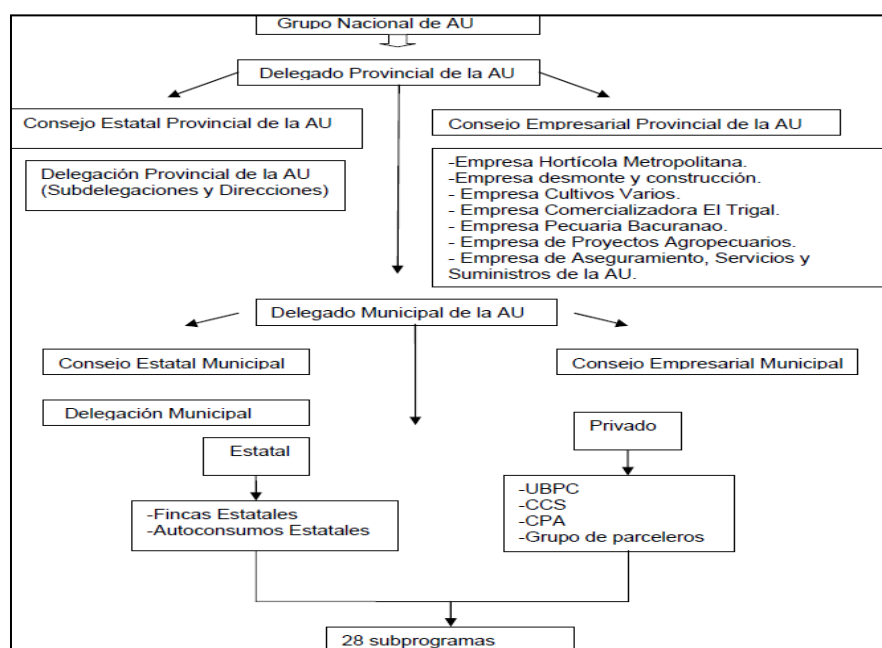 Grupo Nacional de AU
Delegado Provincial de la AU
Consejo Estatal Provincial de la AU
Consejo Empresarial Provincial de la AU
Delegación Provincial de la AU
(Subdelegaciones y Direcciones)
-Empresa Hortícola Metropolitana.
-Empresa desmonte y construcción.
- Empresa Cultivos Varios.
- Empresa Comercializadora El Trigal.
- Empresa Pecuaria Bacuranao.
- Empresa de Proyectos Agropecuarios.
- Empresa de Aseguramiento, Servicios y
Suministros de la AU.
Delegado Municipal de la AU
Consejo Estatal Municipal
Consejo Empresarial Municipal
Delegación Municipal
Estatal
Privado
-Fincas Estatales
-Autoconsumos Estatales
-UBPC
-CCS
-CPA
-Grupo de parceleros
28 subprogramas